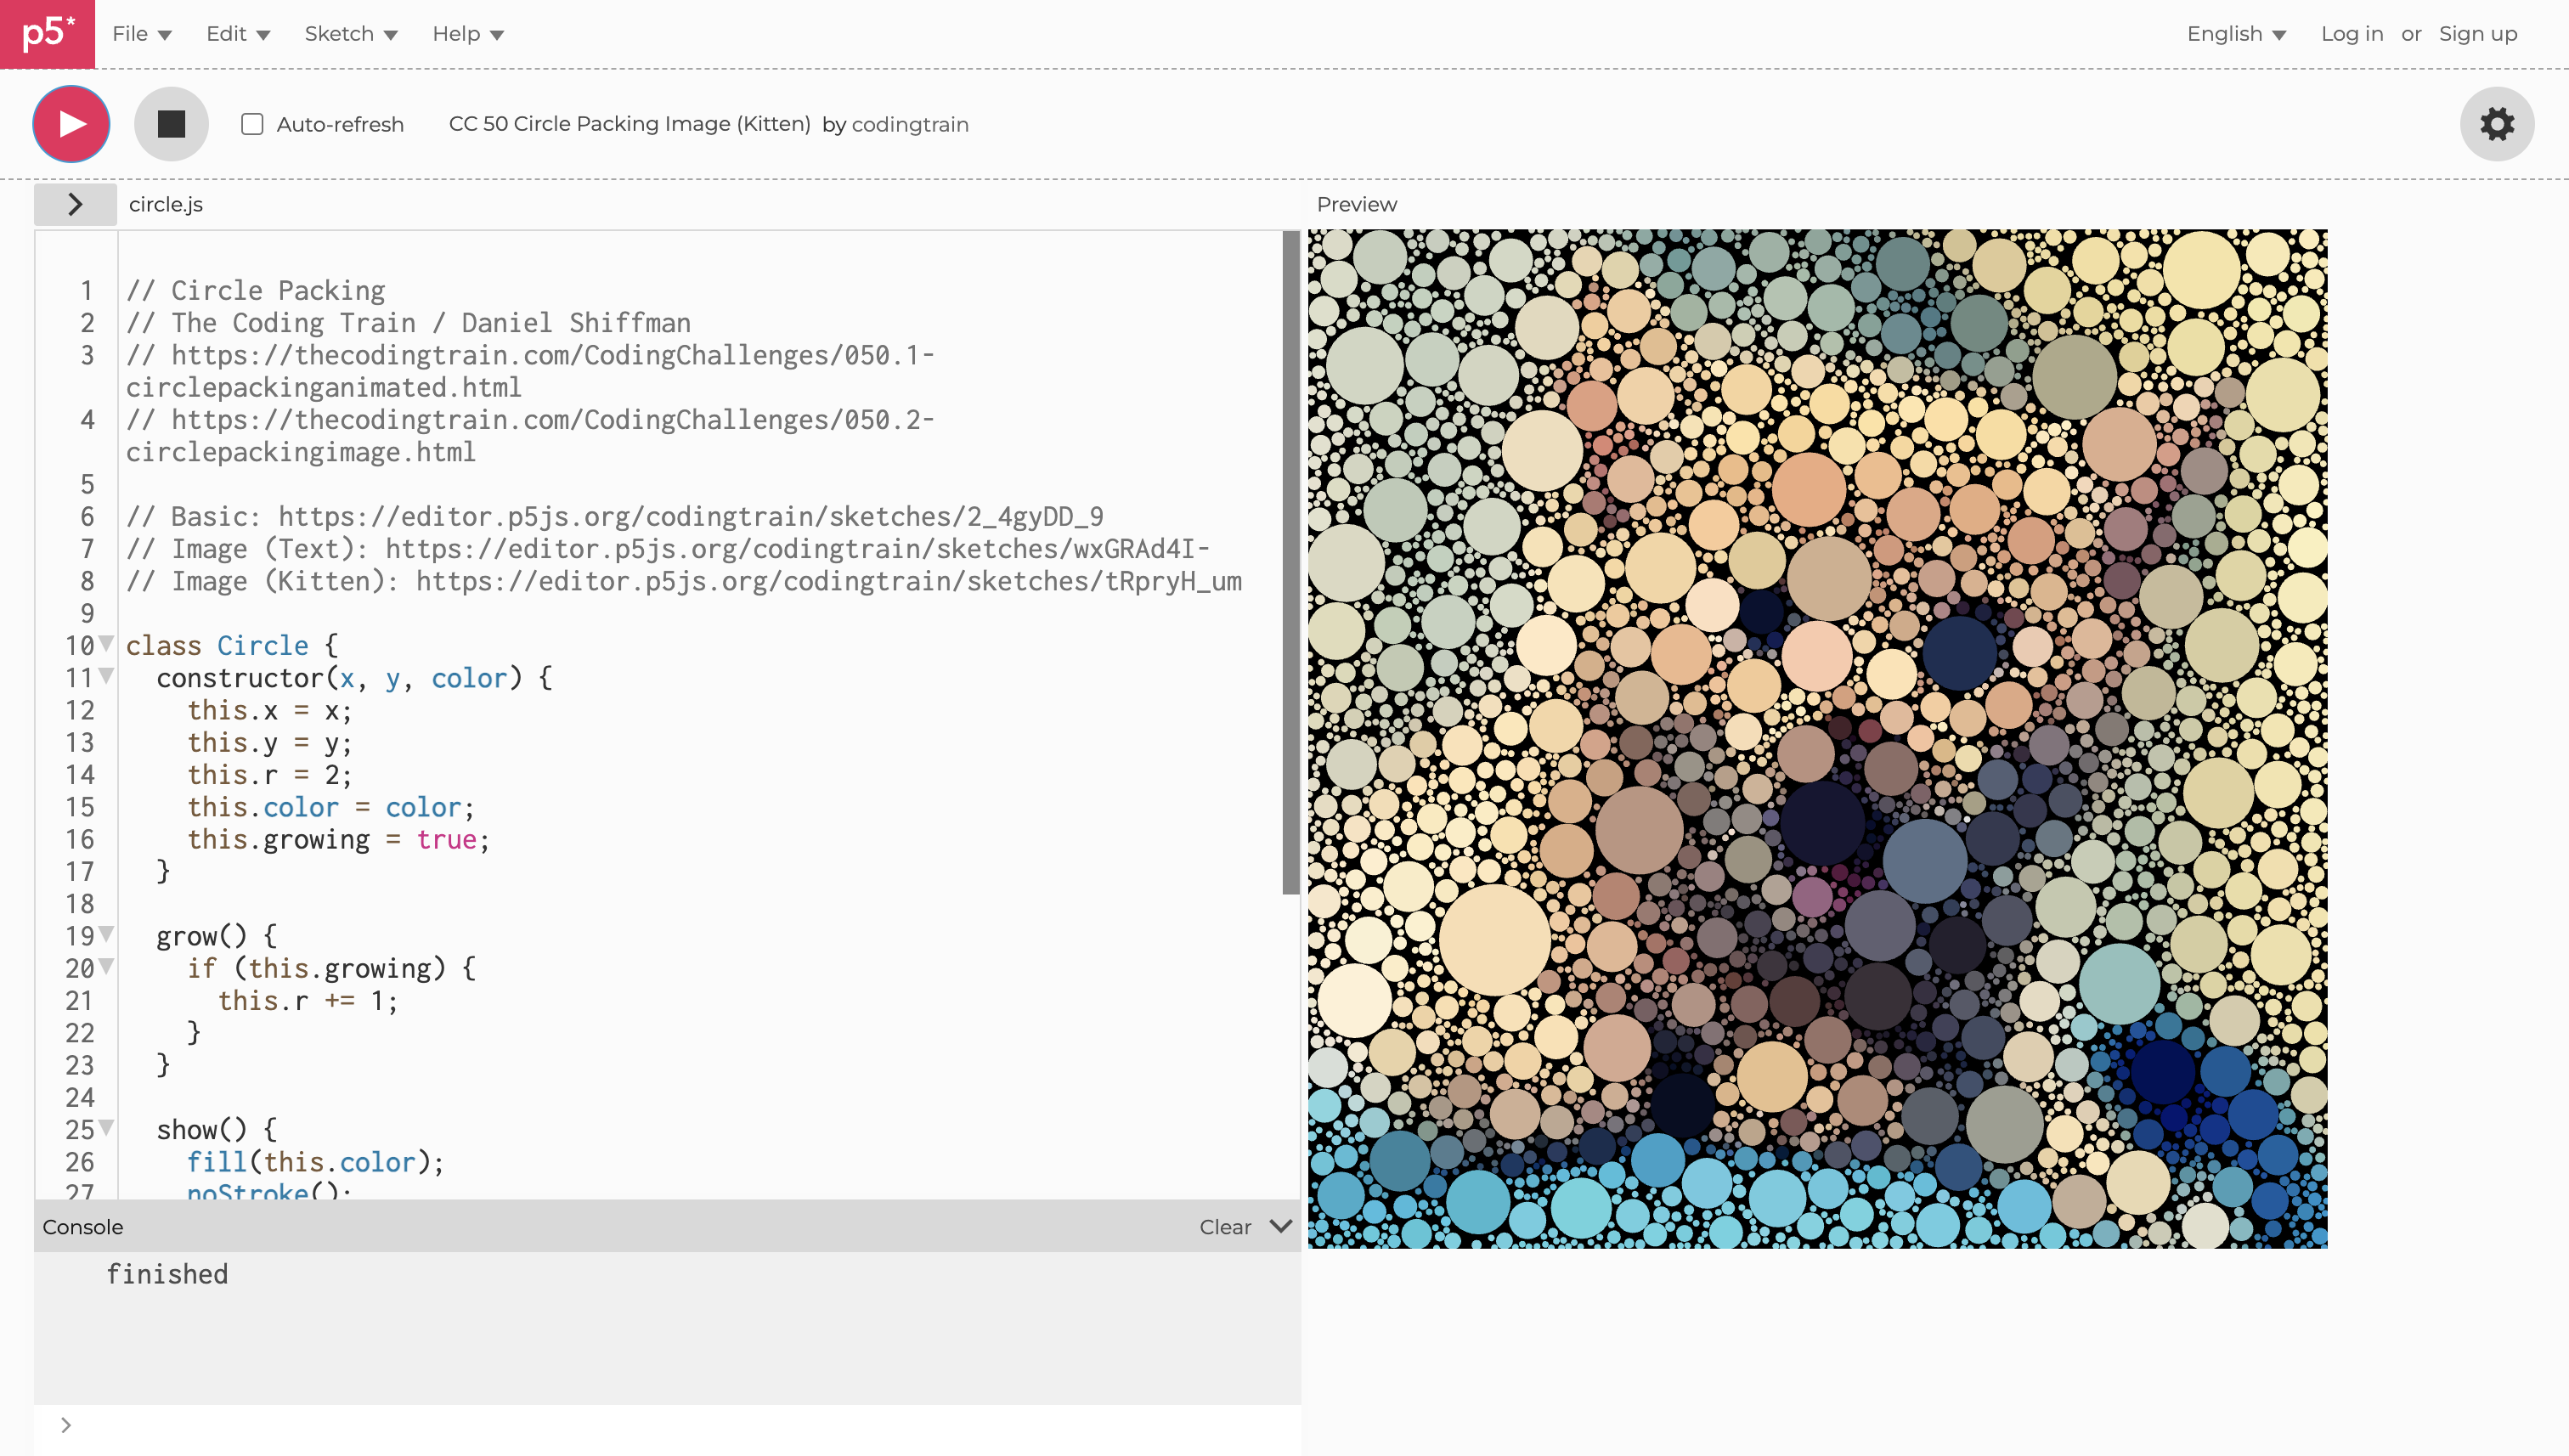 p5*
File Edit Sketch Help English Log in or Sign up
Auto-refresh CC 50 Circle Packing Image (Kitten) by codingtrain
circle.js
Preview
1 // Circle Packing
2 // The Coding Train / Daniel Shiffman
3 // https://thecodingtrain.com/CodingChallenges/050.1-
circlepackinganimated.html
4 // https://thecodingtrain.com/CodingChallenges/050.2-
circlepackingimage.html
5
6 // Basic: https://editor.p5js.org/codingtrain/sketches/2_4gyDD_9
7 // Image (Text): https://editor.p5js.org/codingtrain/sketches/wxGRAd4I-
8 // Image (Kitten): https://editor.p5js.org/codingtrain/sketches/tRpryH_um
9
10 class Circle {
11 constructor(x, y, color) {
12 this.x = x;
13 this.y = y;
14 this.r = 2;
15 this.color = color;
16 this.growing = true;
17 }
18
19 grow() {
20 if (this.growing) {
21 this.r += 1;
22 }
23 }
24
25 show() {
26 fill(this.color);
27 noStroke();
Console Clear
finished